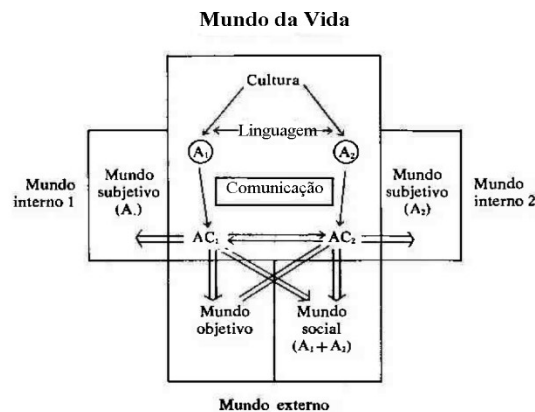 Mundo da Vida
Cultura
Linguagem
A₁
A₂
Mundo
interno 1
Mundo
subjetivo
(A.)
Comunicação
Mundo
subjetivo
(A₂)
Mundo
interno 2
AC₁
AC₂
Mundo
objetivo
Mundo
social
(A₁+A₂)
Mundo externo